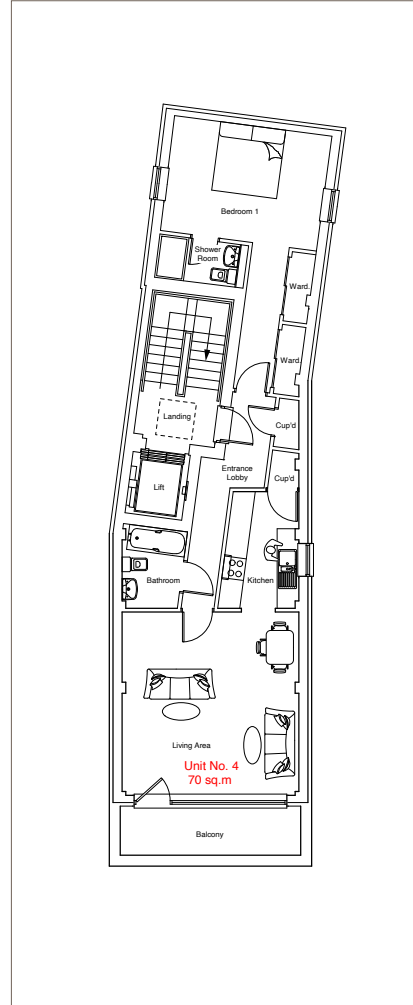 Bedroom 1
Shower
Room
Ward.
Ward.
Landing
Cup'd
Entrance
Lobby
Cup'd
Lift
Bathroom
Kitchen
Living Area
Unit No. 4
70 sq.m
Balcony